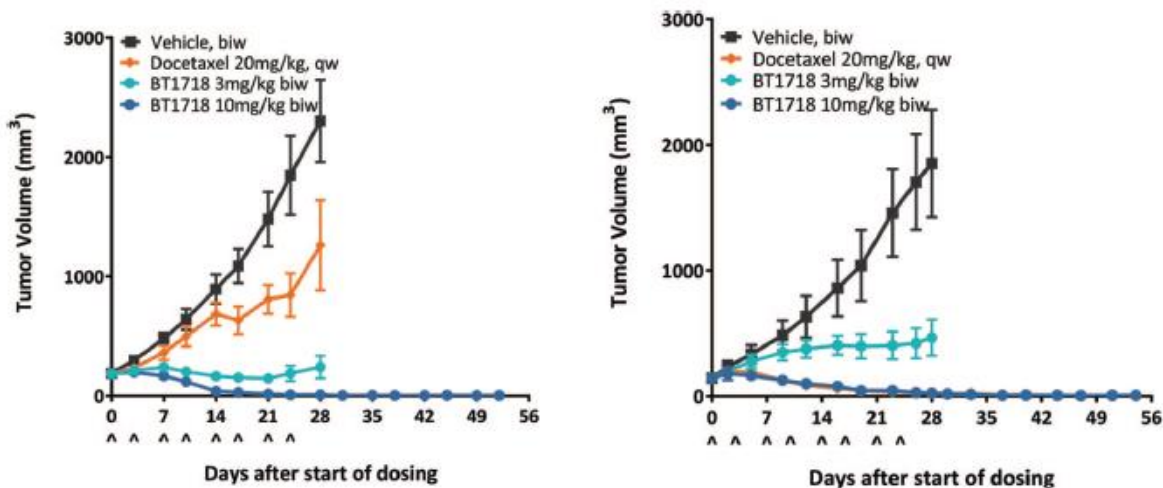 3000
2000
1000
0
Tumor Volume (mm³)
Vehicle, biw
Docetaxel 20mg/kg, qw
BT1718 3mg/kg biw
BT1718 10mg/kg biw
0 7 14 21 28 35 42 49 56
^ ^ ^ ^ ^ ^ ^ ^
Days after start of dosing
3000
2000
1000
0
Tumor Volume (mm³)
Vehicle, biw
Docetaxel 20mg/kg, qw
BT1718 3mg/kg biw
BT1718 10mg/kg biw
0 7 14 21 28 35 42 49 56
^ ^ ^ ^ ^ ^ ^ ^
Days after start of dosing